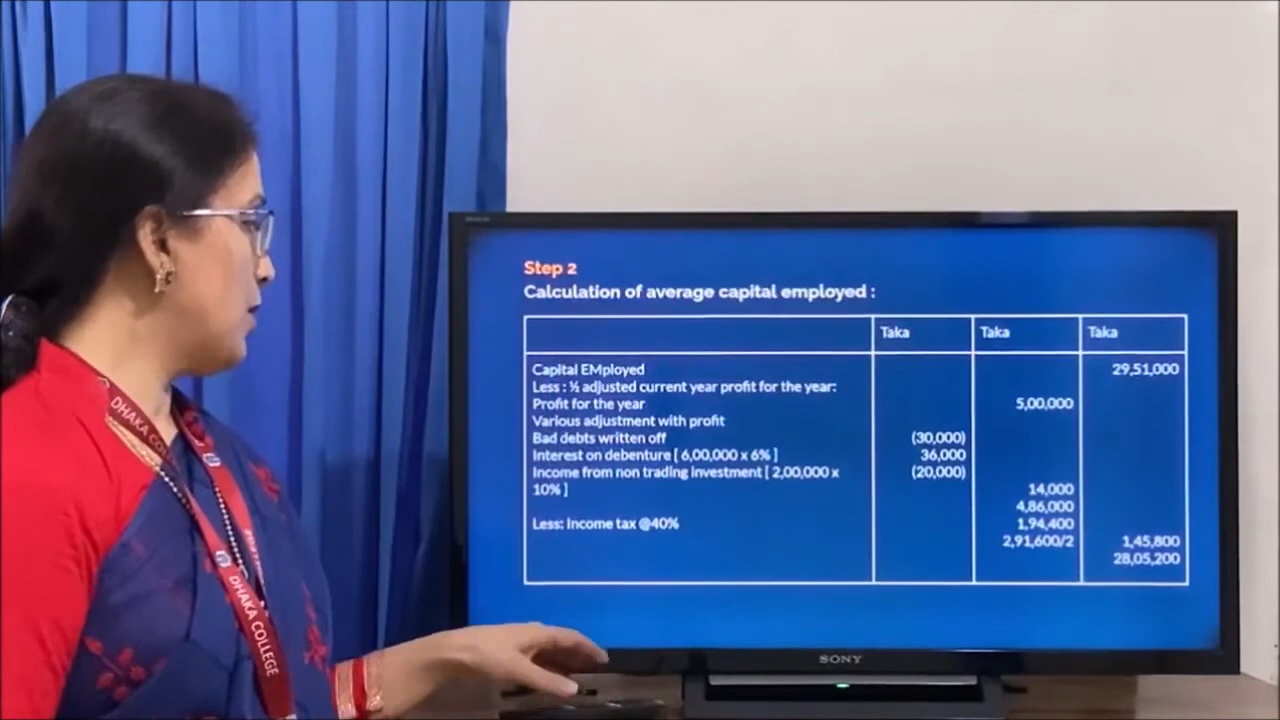 Step 2
Calculation of average capital employed :
Taka Taka Taka
Capital EMployed 29,51,000
Less : ½ adjusted current year profit for the year:
Profit for the year 5,00,000
Various adjustment with profit
Bad debts written off (30,000)
Interest on debenture [ 6,00,000 x 6% ] 36,000
Income from non trading investment [ 2,00,000 x (20,000)
10% ] 14,000
4,86,000
Less: Income tax @40% 1,94,400
2,91,600/2 1,45,800
28,05,200
SONY
DHAKA CO
DHAKA COLLEGE